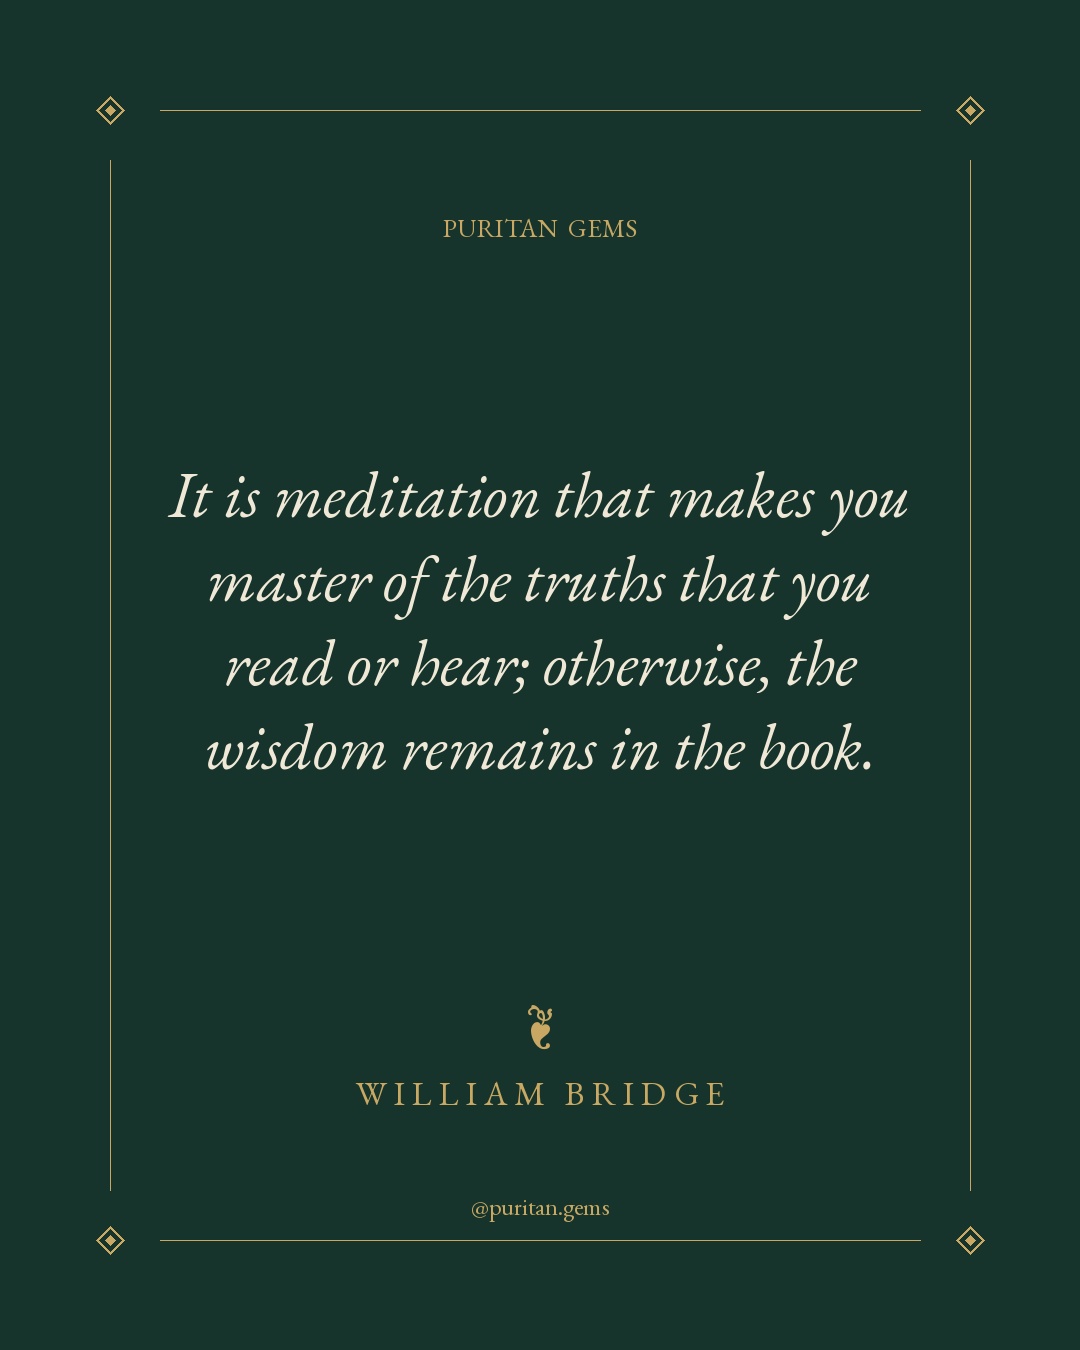 PURITAN GEMS
It is meditation that makes you
master of the truths that you
read or hear; otherwise, the
wisdom remains in the book.
WILLIAM BRIDGE
@puritan.gems